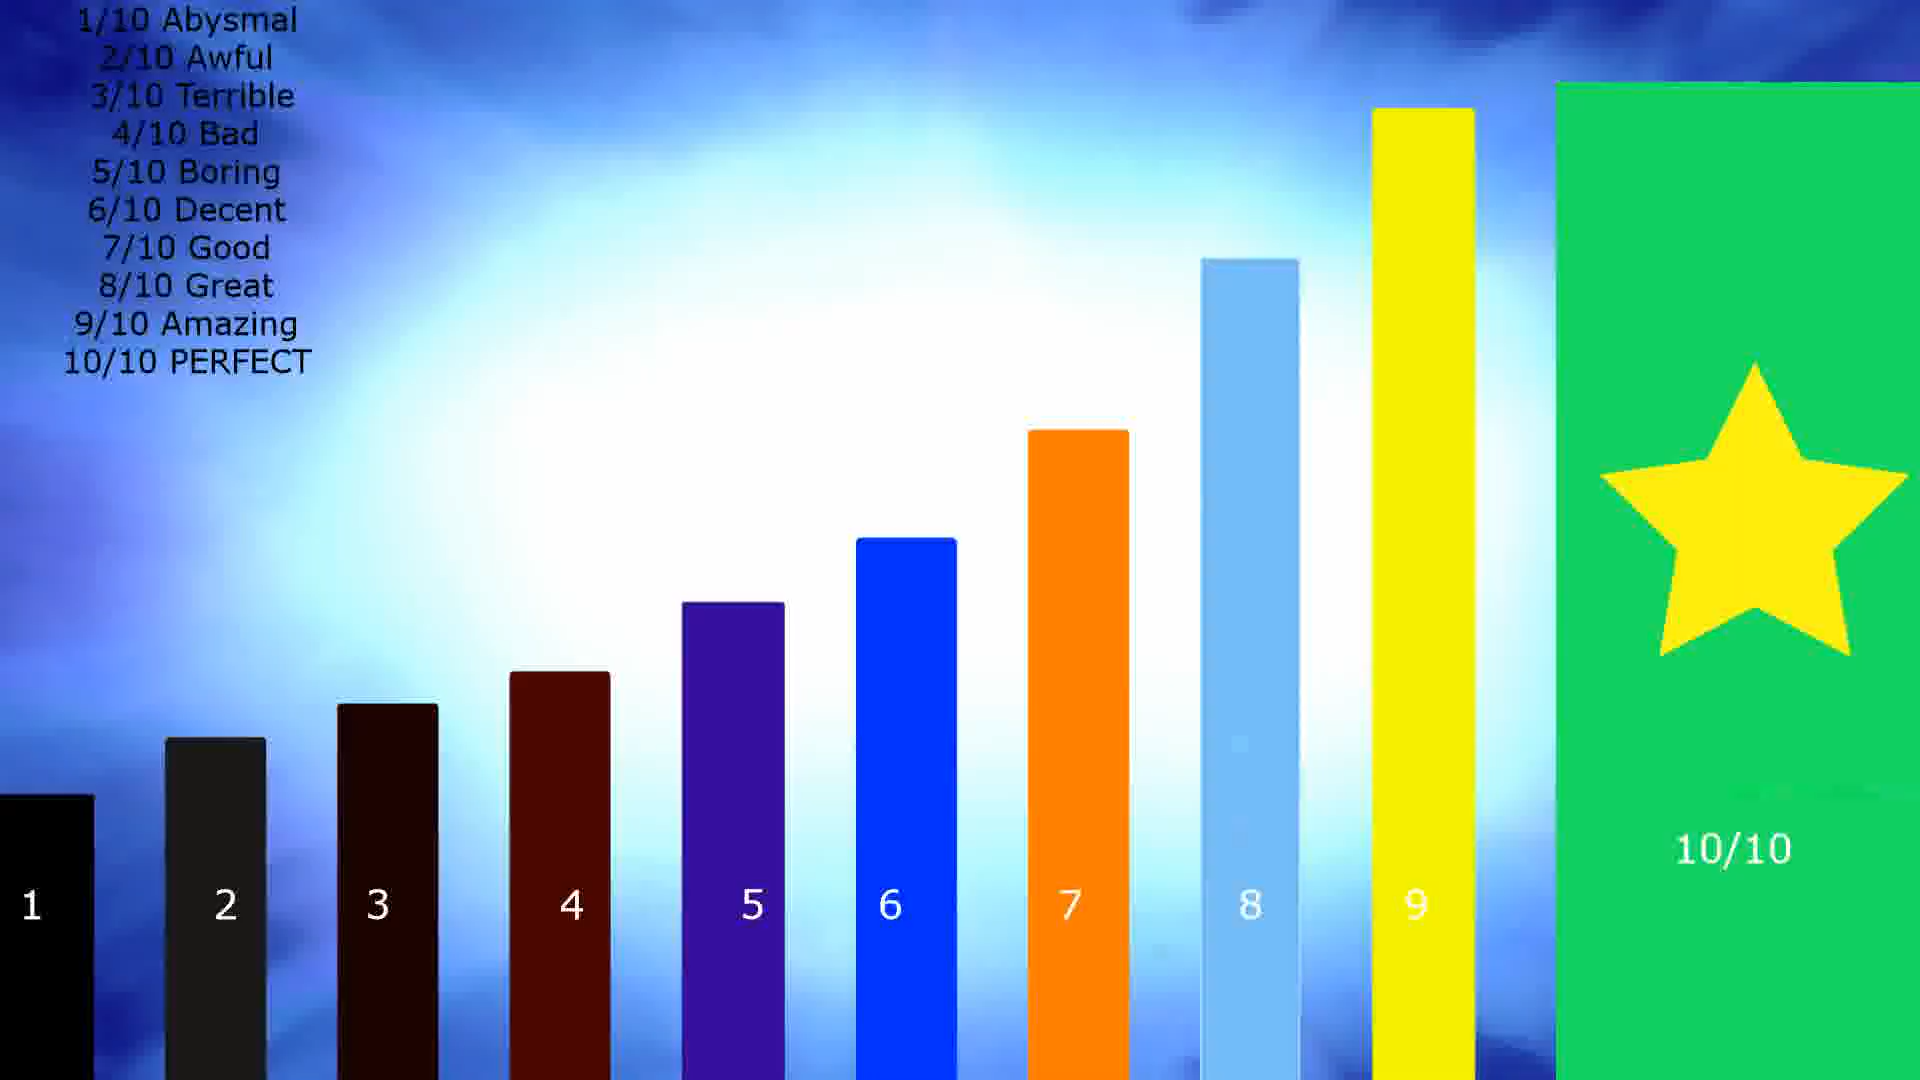 1/10 Abysmal
2/10 Awful
3/10 Terrible
4/10 Bad
5/10 Boring
6/10 Decent
7/10 Good
8/10 Great
9/10 Amazing
10/10 PERFECT
10/10
1 2 3 4 5 6 7 8 9